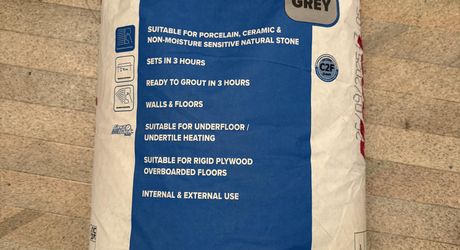 GREY
SUITABLE FOR PORCELAIN, CERAMIC &
NON-MOISTURE SENSITIVE NATURAL STONE
SETS IN 3 HOURS
C2F
READY TO GROUT IN 3 HOURS
WALLS & FLOORS
SUITABLE FOR UNDERFLOOR /
UNDERTILE HEATING
SUITABLE FOR RIGID PLYWOOD
OVERBOARDED FLOORS
INTERNAL & EXTERNAL USE